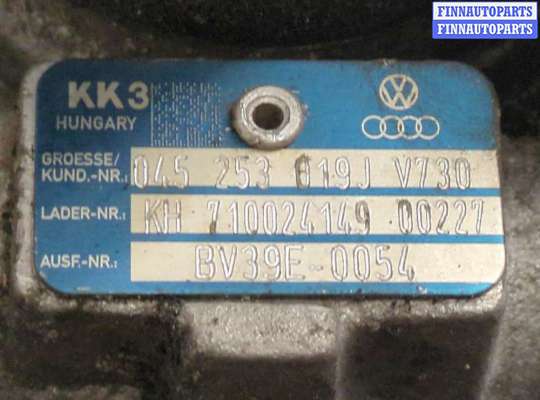 FINNAUTOPARTS
FINNAUTOPARTS
KK3
HUNGARY
GROESSE/
KUND.-NR.: 045 253 019J V730
LADER-NR.: KH 710024149 00227
AUSF.-NR.: BV39E-0054